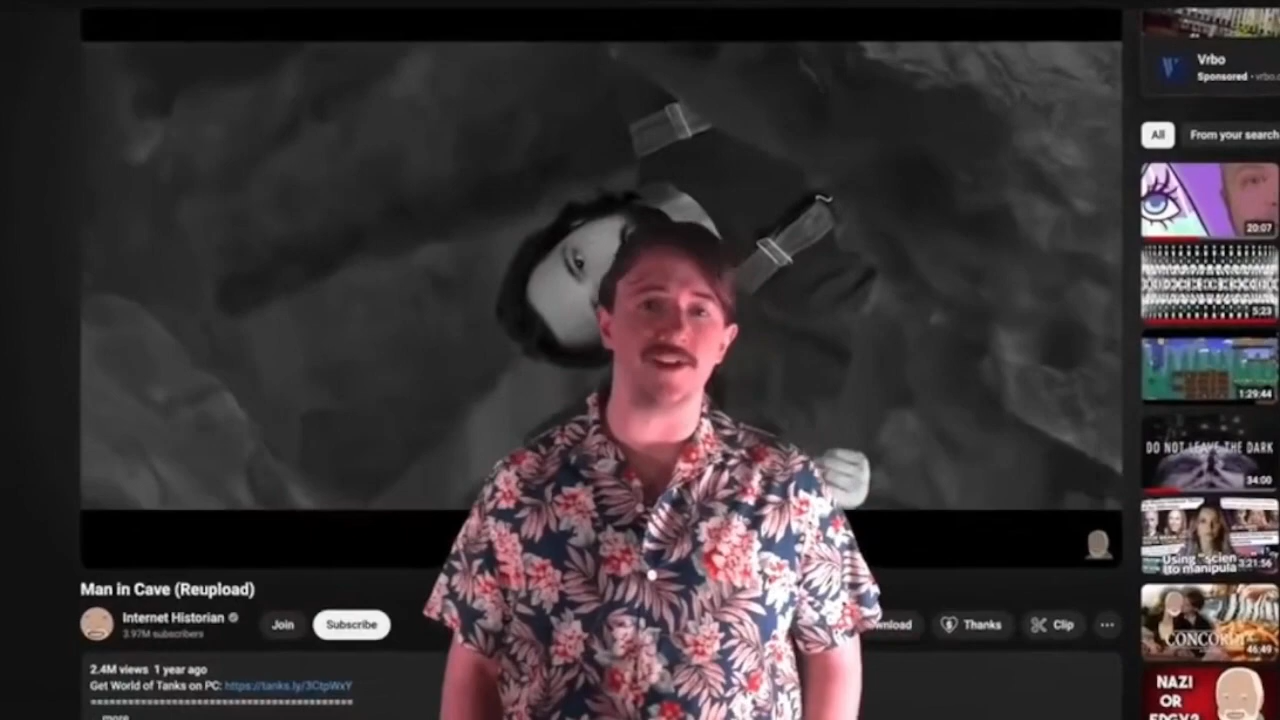 Man in Cave (Reupload)
Internet Historian
3.97M subscribers
Join
Subscribe
Thanks
Clip
2.4M views 1 year ago
Get World of Tanks on PC: https://tanks.ly/3CtpWxY
...more
Vrbo
Sponsored
All
From your search
20:07
5:23
1:29:44
DO NOT LEAVE THE DARK
34:00
Using "scien
to manipula
3:21:56
46:49
NAZI
OR
EDGY?